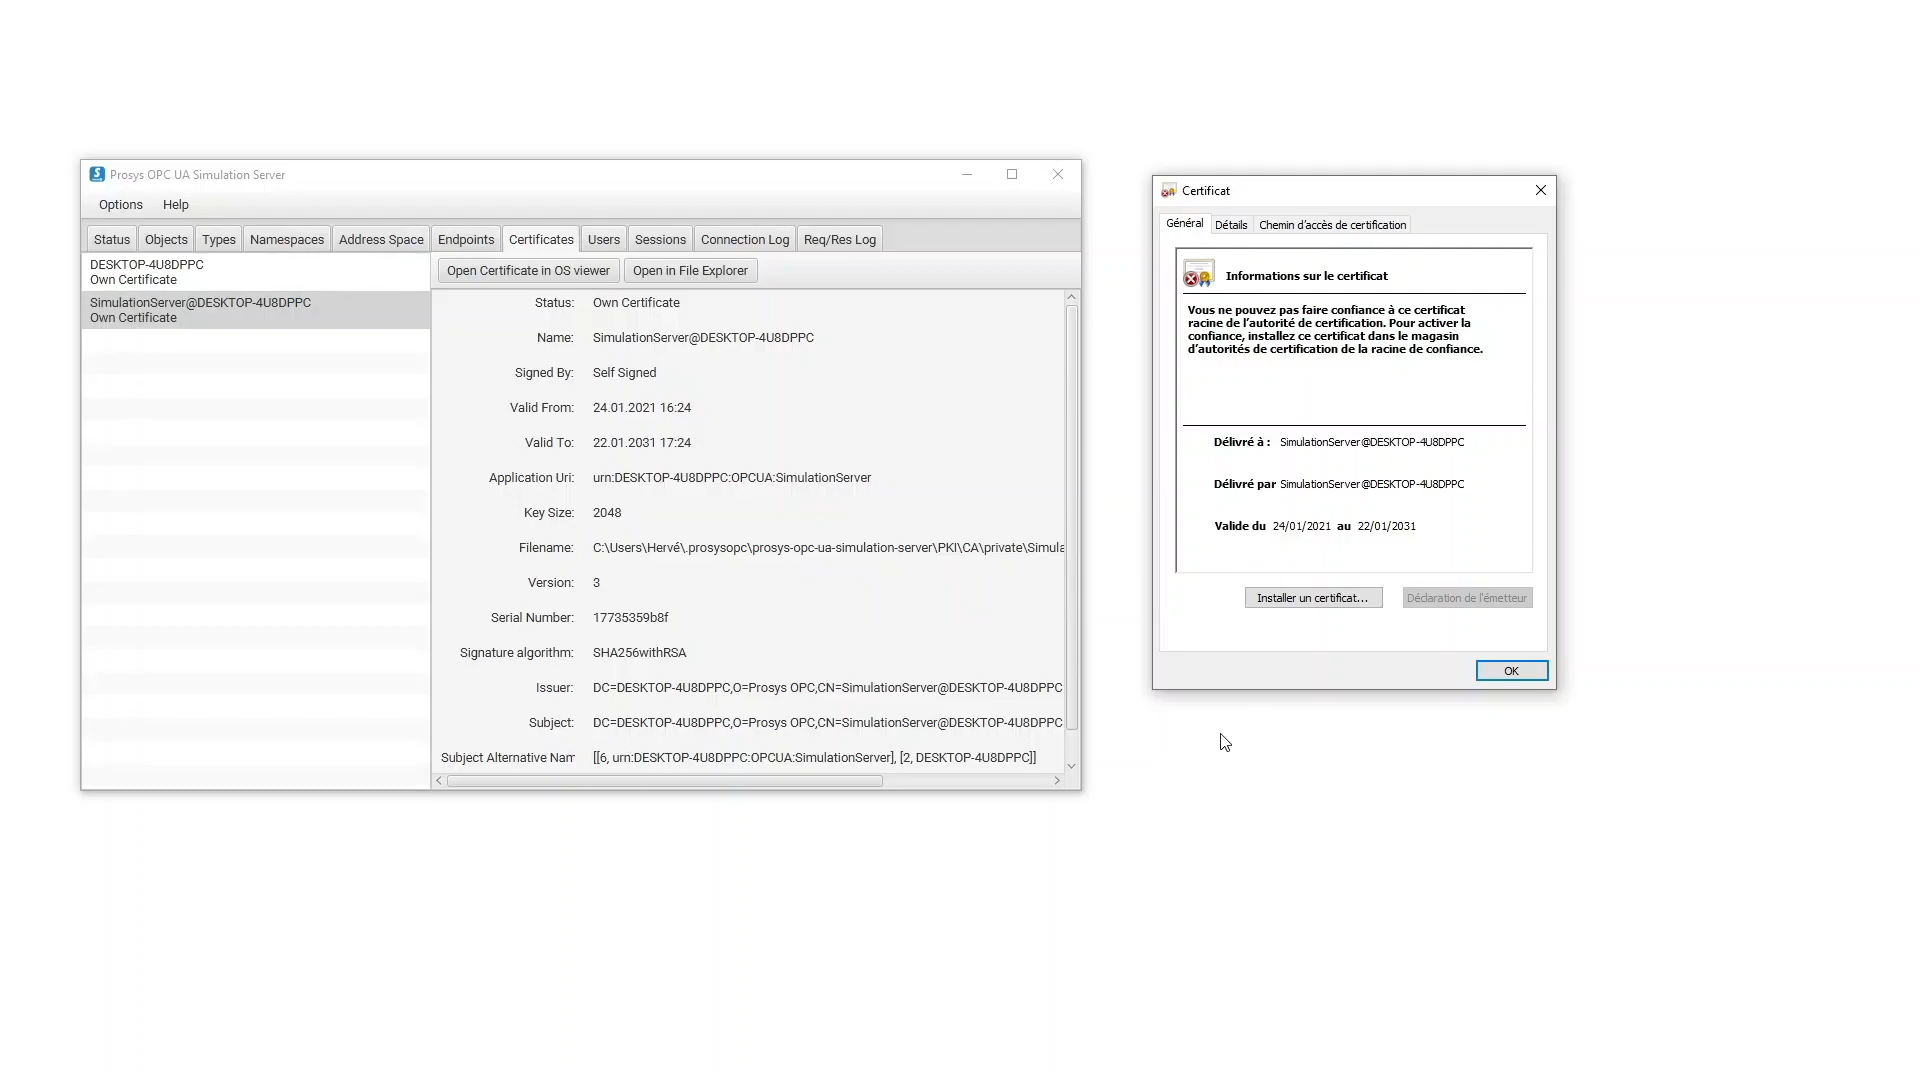 Prosys OPC UA Simulation Server
Options Help
Status Objects Types Namespaces Address Space Endpoints Certificates Users Sessions Connection Log Req/Res Log
DESKTOP-4U8DPPC
Own Certificate
SimulationServer@DESKTOP-4U8DPPC
Own Certificate
Open Certificate in OS viewer Open in File Explorer
Status: Own Certificate
Name: SimulationServer@DESKTOP-4U8DPPC
Signed By: Self Signed
Valid From: 24.01.2021 16:24
Valid To: 22.01.2031 17:24
Application Uri: urn:DESKTOP-4U8DPPC:OPCUA:SimulationServer
Key Size: 2048
Filename: C:\Users\Hervé\.prosysopc\prosys-opc-ua-simulation-server\PKI\CA\private\Simula
Version: 3
Serial Number: 17735359b8f
Signature algorithm: SHA256withRSA
Issuer: DC=DESKTOP-4U8DPPC,O=Prosys OPC,CN=SimulationServer@DESKTOP-4U8DPPC
Subject: DC=DESKTOP-4U8DPPC,O=Prosys OPC,CN=SimulationServer@DESKTOP-4U8DPPC
Subject Alternative Nam [[6, urn:DESKTOP-4U8DPPC:OPCUA:SimulationServer], [2, DESKTOP-4U8DPPC]]
Certificat
Général Détails Chemin d'accès de certification
Informations sur le certificat
Vous ne pouvez pas faire confiance à ce certificat
racine de l'autorité de certification. Pour activer la
confiance, installez ce certificat dans le magasin
d'autorités de certification de la racine de confiance.
Délivré à : SimulationServer@DESKTOP-4U8DPPC
Délivré par SimulationServer@DESKTOP-4U8DPPC
Valide du 24/01/2021 au 22/01/2031
Installer un certificat... Déclaration de l'émetteur
OK